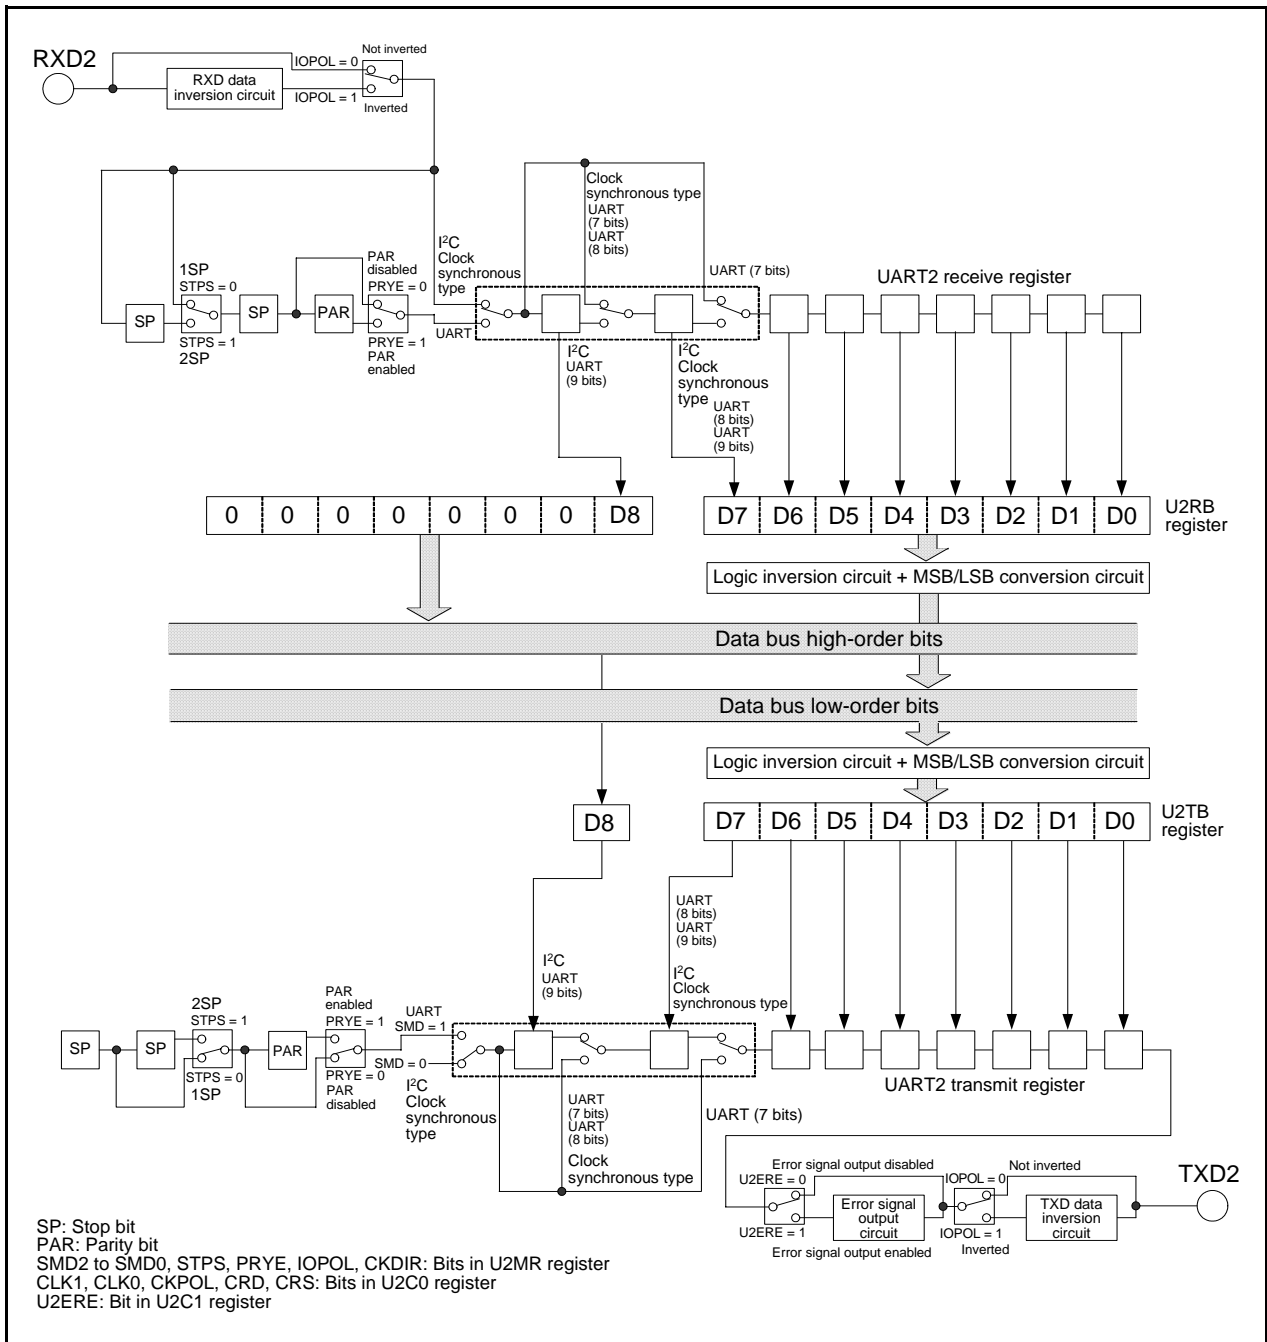 RXD2
Not inverted
IOPOL = 0
RXD data
inversion circuit
IOPOL = 1
Inverted
Clock
synchronous type
UART
(7 bits)
UART
(8 bits)
I²C
Clock
synchronous
type
PAR
disabled
PRYE = 0
1SP
STPS = 0
UART (7 bits)
UART2 receive register
SP
SP
PAR
UART
STPS = 1
2SP
PRYE = 1
PAR
enabled
I²C
UART
(9 bits)
I²C
Clock
synchronous
type
UART
(8 bits)
UART
(9 bits)
0 0 0 0 0 0 0 D8
D7 D6 D5 D4 D3 D2 D1 D0
U2RB
register
Logic inversion circuit + MSB/LSB conversion circuit
Data bus high-order bits
Data bus low-order bits
Logic inversion circuit + MSB/LSB conversion circuit
D8
D7 D6 D5 D4 D3 D2 D1 D0
U2TB
register
UART
(8 bits)
UART
(9 bits)
I²C
UART
(9 bits)
I²C
Clock
synchronous type
2SP
STPS = 1
PAR
enabled
PRYE = 1
UART
SMD = 1
SP
SP
PAR
SMD = 0
STPS = 0
1SP
PRYE = 0
PAR
disabled
I²C
Clock
synchronous
type
UART
(7 bits)
UART
(8 bits)
Clock
synchronous type
UART (7 bits)
UART2 transmit register
Error signal output disabled
U2ERE = 0
Error signal
output
circuit
U2ERE = 1
Error signal output enabled
Not inverted
IOPOL = 0
TXD data
inversion
circuit
IOPOL = 1
Inverted
TXD2
SP: Stop bit
PAR: Parity bit
SMD2 to SMD0, STPS, PRYE, IOPOL, CKDIR: Bits in U2MR register
CLK1, CLK0, CKPOL, CRD, CRS: Bits in U2C0 register
U2ERE: Bit in U2C1 register